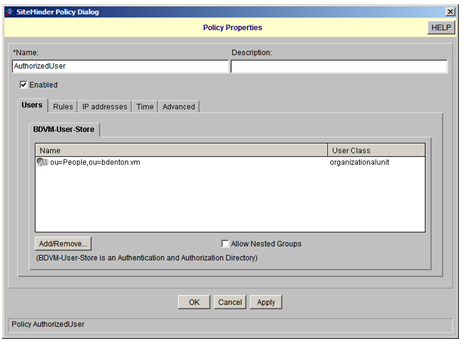 SiteMinder Policy Dialog
Policy Properties
HELP
*Name:
Description:
AuthorizedUser
Enabled
Users Rules IP addresses Time Advanced
BDVM-User-Store
Name User Class
ou=People,ou=bdenton.vm organizationalunit
Add/Remove... Allow Nested Groups
(BDVM-User-Store is an Authentication and Authorization Directory)
OK Cancel Apply
Policy AuthorizedUser